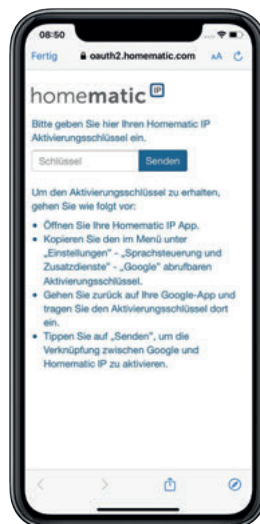 08:50
Fertig oauth2.homematic.com AA
homematic IP
Bitte geben Sie hier Ihren Homematic IP
Aktivierungsschlüssel ein.
Schlüssel Senden
Um den Aktivierungsschlüssel zu erhalten,
gehen Sie wie folgt vor:
• Öffnen Sie Ihre Homematic IP App.
• Kopieren Sie den im Menü unter
„Einstellungen" - „Sprachsteuerung und
Zusatzdienste" - „Google" abrufbaren
Aktivierungsschlüssel.
• Gehen Sie zurück auf Ihre Google-App und
tragen Sie den Aktivierungsschlüssel dort
ein.
• Tippen Sie auf „Senden", um die
Verknüpfung zwischen Google und
Homematic IP zu aktivieren.